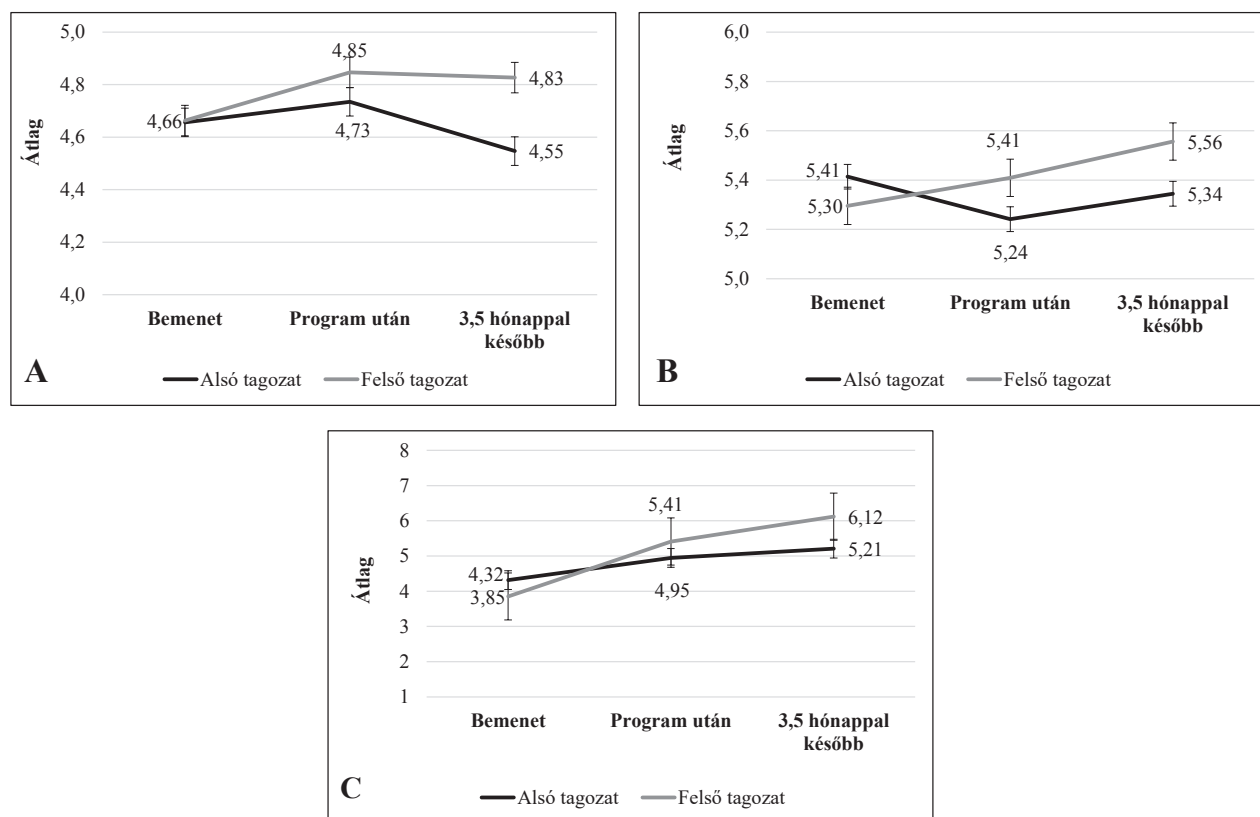 5,0
4,8
4,6
4,4
4,2
4,0
Átlag
4,66
4,85
4,73
4,83
4,55
Bemenet Program után 3,5 hónappal
később
Alsó tagozat Felső tagozat
A
6,0
5,8
5,6
5,4
5,2
5,0
Átlag
5,41
5,30
5,41
5,24
5,56
5,34
Bemenet Program után 3,5 hónappal
később
Alsó tagozat Felső tagozat
B
8
7
6
5
4
3
2
1
Átlag
4,32
3,85
5,41
4,95
6,12
5,21
Bemenet Program után 3,5 hónappal
később
Alsó tagozat Felső tagozat
C